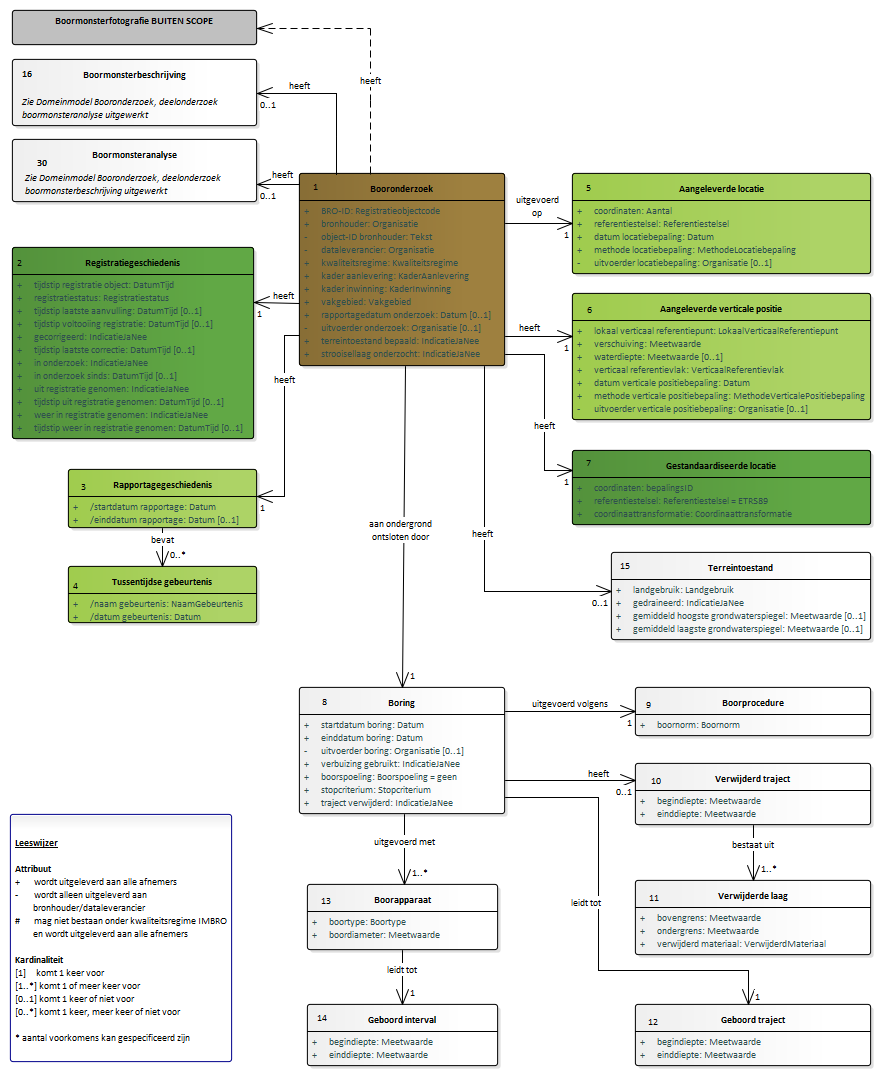 Boormonsterfotografie BUITEN SCOPE
heeft
16 Boormonsterbeschrijving
Zie Domeinmodel Booronderzoek, deelonderzoek
boormonsteranalyse uitgewerkt
heeft
0..1
30 Boormonsteranalyse
Zie Domeinmodel Booronderzoek, deelonderzoek
boormonsterbeschrijving uitgewerkt
heeft
0..1
1 Booronderzoek
+ BRO-ID: Registratieobjectcode
+ bronhouder: Organisatie
- object-ID bronhouder: Tekst
- dataleverancier: Organisatie
+ kwaliteitsregime: Kwaliteitsregime
+ kader aanlevering: KaderAanlevering
+ kader inwinning: KaderInwinning
+ vakgebied: Vakgebied
+ rapportagedatum onderzoek: Datum [0..1]
- uitvoerder onderzoek: Organisatie [0..1]
+ terreintoestand bepaald: IndicatieJaNee
+ strooisellaag onderzocht: IndicatieJaNee
uitgevoerd
op
1
5 Aangeleverde locatie
+ coordinaten: Aantal
+ referentiestelsel: Referentiestelsel
+ datum locatiebepaling: Datum
+ methode locatiebepaling: MethodeLocatiebepaling
- uitvoerder locatiebepaling: Organisatie [0..1]
2 Registratiegeschiedenis
+ tijdstip registratie object: DatumTijd
+ registratiestatus: Registratiestatus
+ tijdstip laatste aanvulling: DatumTijd [0..1]
+ tijdstip voltooiing registratie: DatumTijd [0..1]
+ gecorrigeerd: IndicatieJaNee
+ tijdstip laatste correctie: DatumTijd [0..1]
+ in onderzoek: IndicatieJaNee
+ in onderzoek sinds: DatumTijd [0..1]
+ uit registratie genomen: IndicatieJaNee
+ tijdstip uit registratie genomen: DatumTijd [0..1]
+ weer in registratie genomen: IndicatieJaNee
+ tijdstip weer in registratie genomen: DatumTijd [0..1]
heeft
1
heeft
1
6 Aangeleverde verticale positie
+ lokaal verticaal referentiepunt: LokaalVerticaalReferentiepunt
+ verschuiving: Meetwaarde
+ waterdiepte: Meetwaarde [0..1]
+ verticaal referentievlak: VerticaalReferentievlak
+ datum verticale positiebepaling: Datum
+ methode verticale positiebepaling: MethodeVerticalePositiebepaling
- uitvoerder verticale positiebepaling: Organisatie [0..1]
heeft
1
heeft
1
7 Gestandaardiseerde locatie
+ coordinaten: bepalingsID
+ referentiestelsel: Referentiestelsel = ETRS89
+ coordinaattransformatie: Coordinaattransformatie
3 Rapportagegeschiedenis
+ /startdatum rapportage: Datum
+ /einddatum rapportage: Datum [0..1]
bevat
0..*
4 Tussentijdse gebeurtenis
+ /naam gebeurtenis: NaamGebeurtenis
+ /datum gebeurtenis: Datum
aan ondergrond
ontsloten door
1
heeft
0..1
15 Terreintoestand
+ landgebruik: Landgebruik
+ gedraineerd: IndicatieJaNee
+ gemiddeld hoogste grondwaterspiegel: Meetwaarde [0..1]
+ gemiddeld laagste grondwaterspiegel: Meetwaarde [0..1]
8 Boring
+ startdatum boring: Datum
+ einddatum boring: Datum
- uitvoerder boring: Organisatie [0..1]
+ verbuizing gebruikt: IndicatieJaNee
+ boorspoeling: Boorspoeling = geen
+ stopcriterium: Stopcriterium
+ traject verwijderd: IndicatieJaNee
uitgevoerd volgens
1
9 Boorprocedure
+ boornorm: Boornorm
heeft
0..1
10 Verwijderd traject
+ begindiepte: Meetwaarde
+ einddiepte: Meetwaarde
bestaat uit
1..*
11 Verwijderde laag
+ bovengrens: Meetwaarde
+ ondergrens: Meetwaarde
+ verwijderd materiaal: VerwijderdMateriaal
uitgevoerd met
1..*
13 Boorapparaat
+ boortype: Boortype
+ boordiameter: Meetwaarde
leidt tot
1
14 Geboord interval
+ begindiepte: Meetwaarde
+ einddiepte: Meetwaarde
leidt tot
1
12 Geboord traject
+ begindiepte: Meetwaarde
+ einddiepte: Meetwaarde
Leeswijzer
Attribuut
+ wordt uitgeleverd aan alle afnemers
- wordt alleen uitgeleverd aan
bronhouder/dataleverancier
# mag niet bestaan onder kwaliteitsregime IMBRO
en wordt uitgeleverd aan alle afnemers
Kardinaliteit
[1] komt 1 keer voor
[1..*] komt 1 of meer keer voor
[0..1] komt 1 keer of niet voor
[0..*] komt 1 keer, meer keer of niet voor
* aantal voorkomens kan gespecificeerd zijn